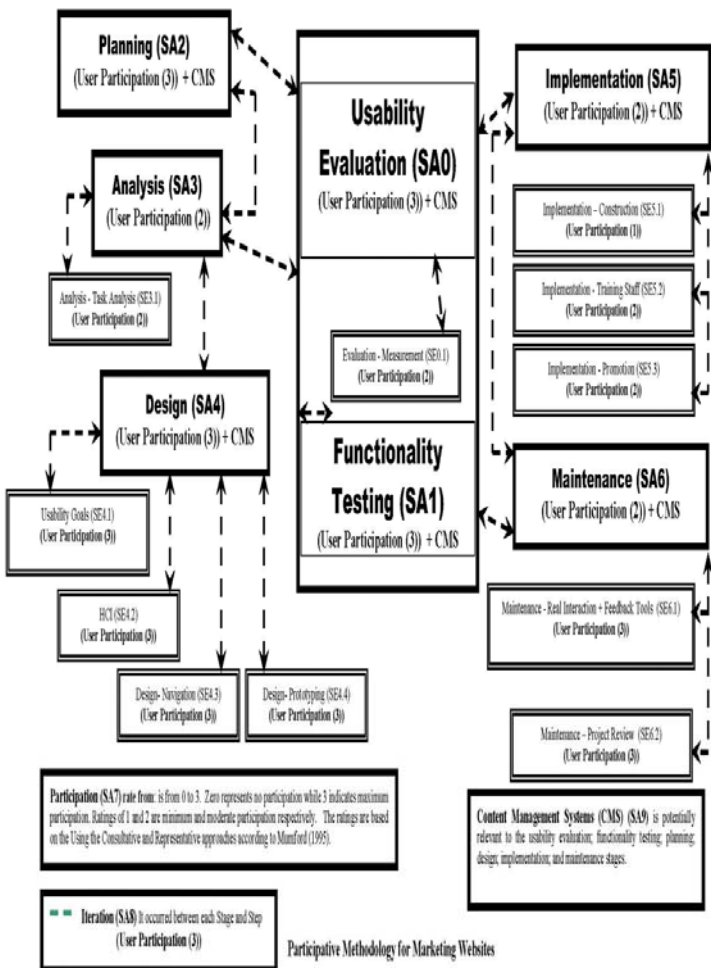 Planning (SA2)
(User Participation (3)) + CMS
Analysis (SA3)
(User Participation (2))
Analysis - Task Analysis (SE3.1)
(User Participation (2))
Design (SA4)
(User Participation (3)) + CMS
Usability Goals (SE4.1)
(User Participation (3))
HCI (SE4.2)
(User Participation (3))
Design- Navigation (SE4.3)
(User Participation (3))
Design- Prototyping (SE4.4)
(User Participation (3))
Usability
Evaluation (SA0)
(User Participation (3)) + CMS
Evaluation - Measurement (SE0.1)
(User Participation (2))
Functionality
Testing (SA1)
(User Participation (3)) + CMS
Implementation (SA5)
(User Participation (2)) + CMS
Implementation - Construction (SE5.1)
(User Participation (1))
Implementation - Training Staff (SE5.2)
(User Participation (2))
Implementation - Promotion (SE5.3)
(User Participation (2))
Maintenance (SA6)
(User Participation (2)) + CMS
Maintenance - Real Interaction + Feedback Tools (SE6.1)
(User Participation (3))
Maintenance – Project Review (SE6.2)
(User Participation (3))
Participation (SA7) rate from: is from 0 to 3. Zero represents no participation while 3 indicates maximum
participation. Ratings of 1 and 2 are minimum and moderate participation respectively. The ratings are based
on the Using the Consultative and Representative approaches according to Mumford (1995).
Content Management Systems (CMS) (SA9) is potentially
relevant to the usability evaluation; functionality testing; planning;
design; implementation; and maintenance stages.
Iteration (SA8) It occurred between each Stage and Step
(User Participation (3))
Participative Methodology for Marketing Websites